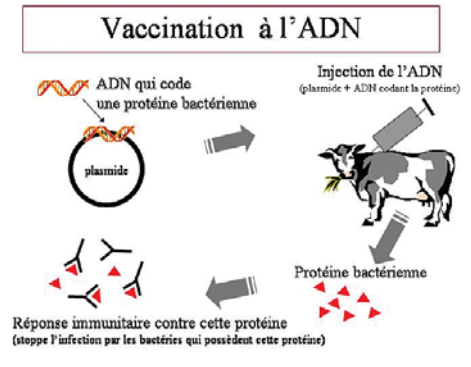 Vaccination à l'ADN
ADN qui code
une protéine bactérienne
plasmide
Injection de l'ADN
(plasmide + ADN codant la protéine)
Protéine bactérienne
Réponse immunitaire contre cette protéine
(stoppe l'infection par les bactéries qui possèdent cette protéine)